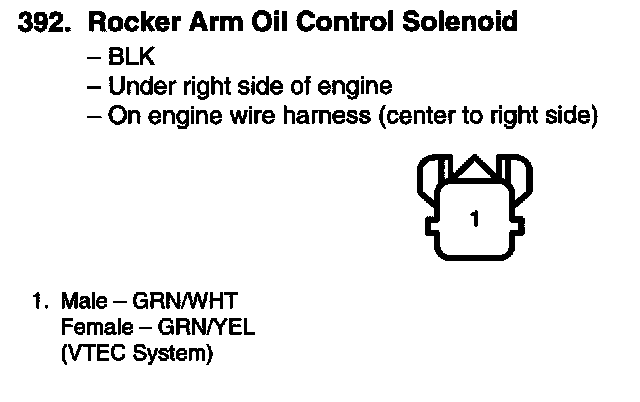 392. Rocker Arm Oil Control Solenoid
– BLK
– Under right side of engine
– On engine wire harness (center to right side)
1
1. Male – GRN/WHT
Female – GRN/YEL
(VTEC System)